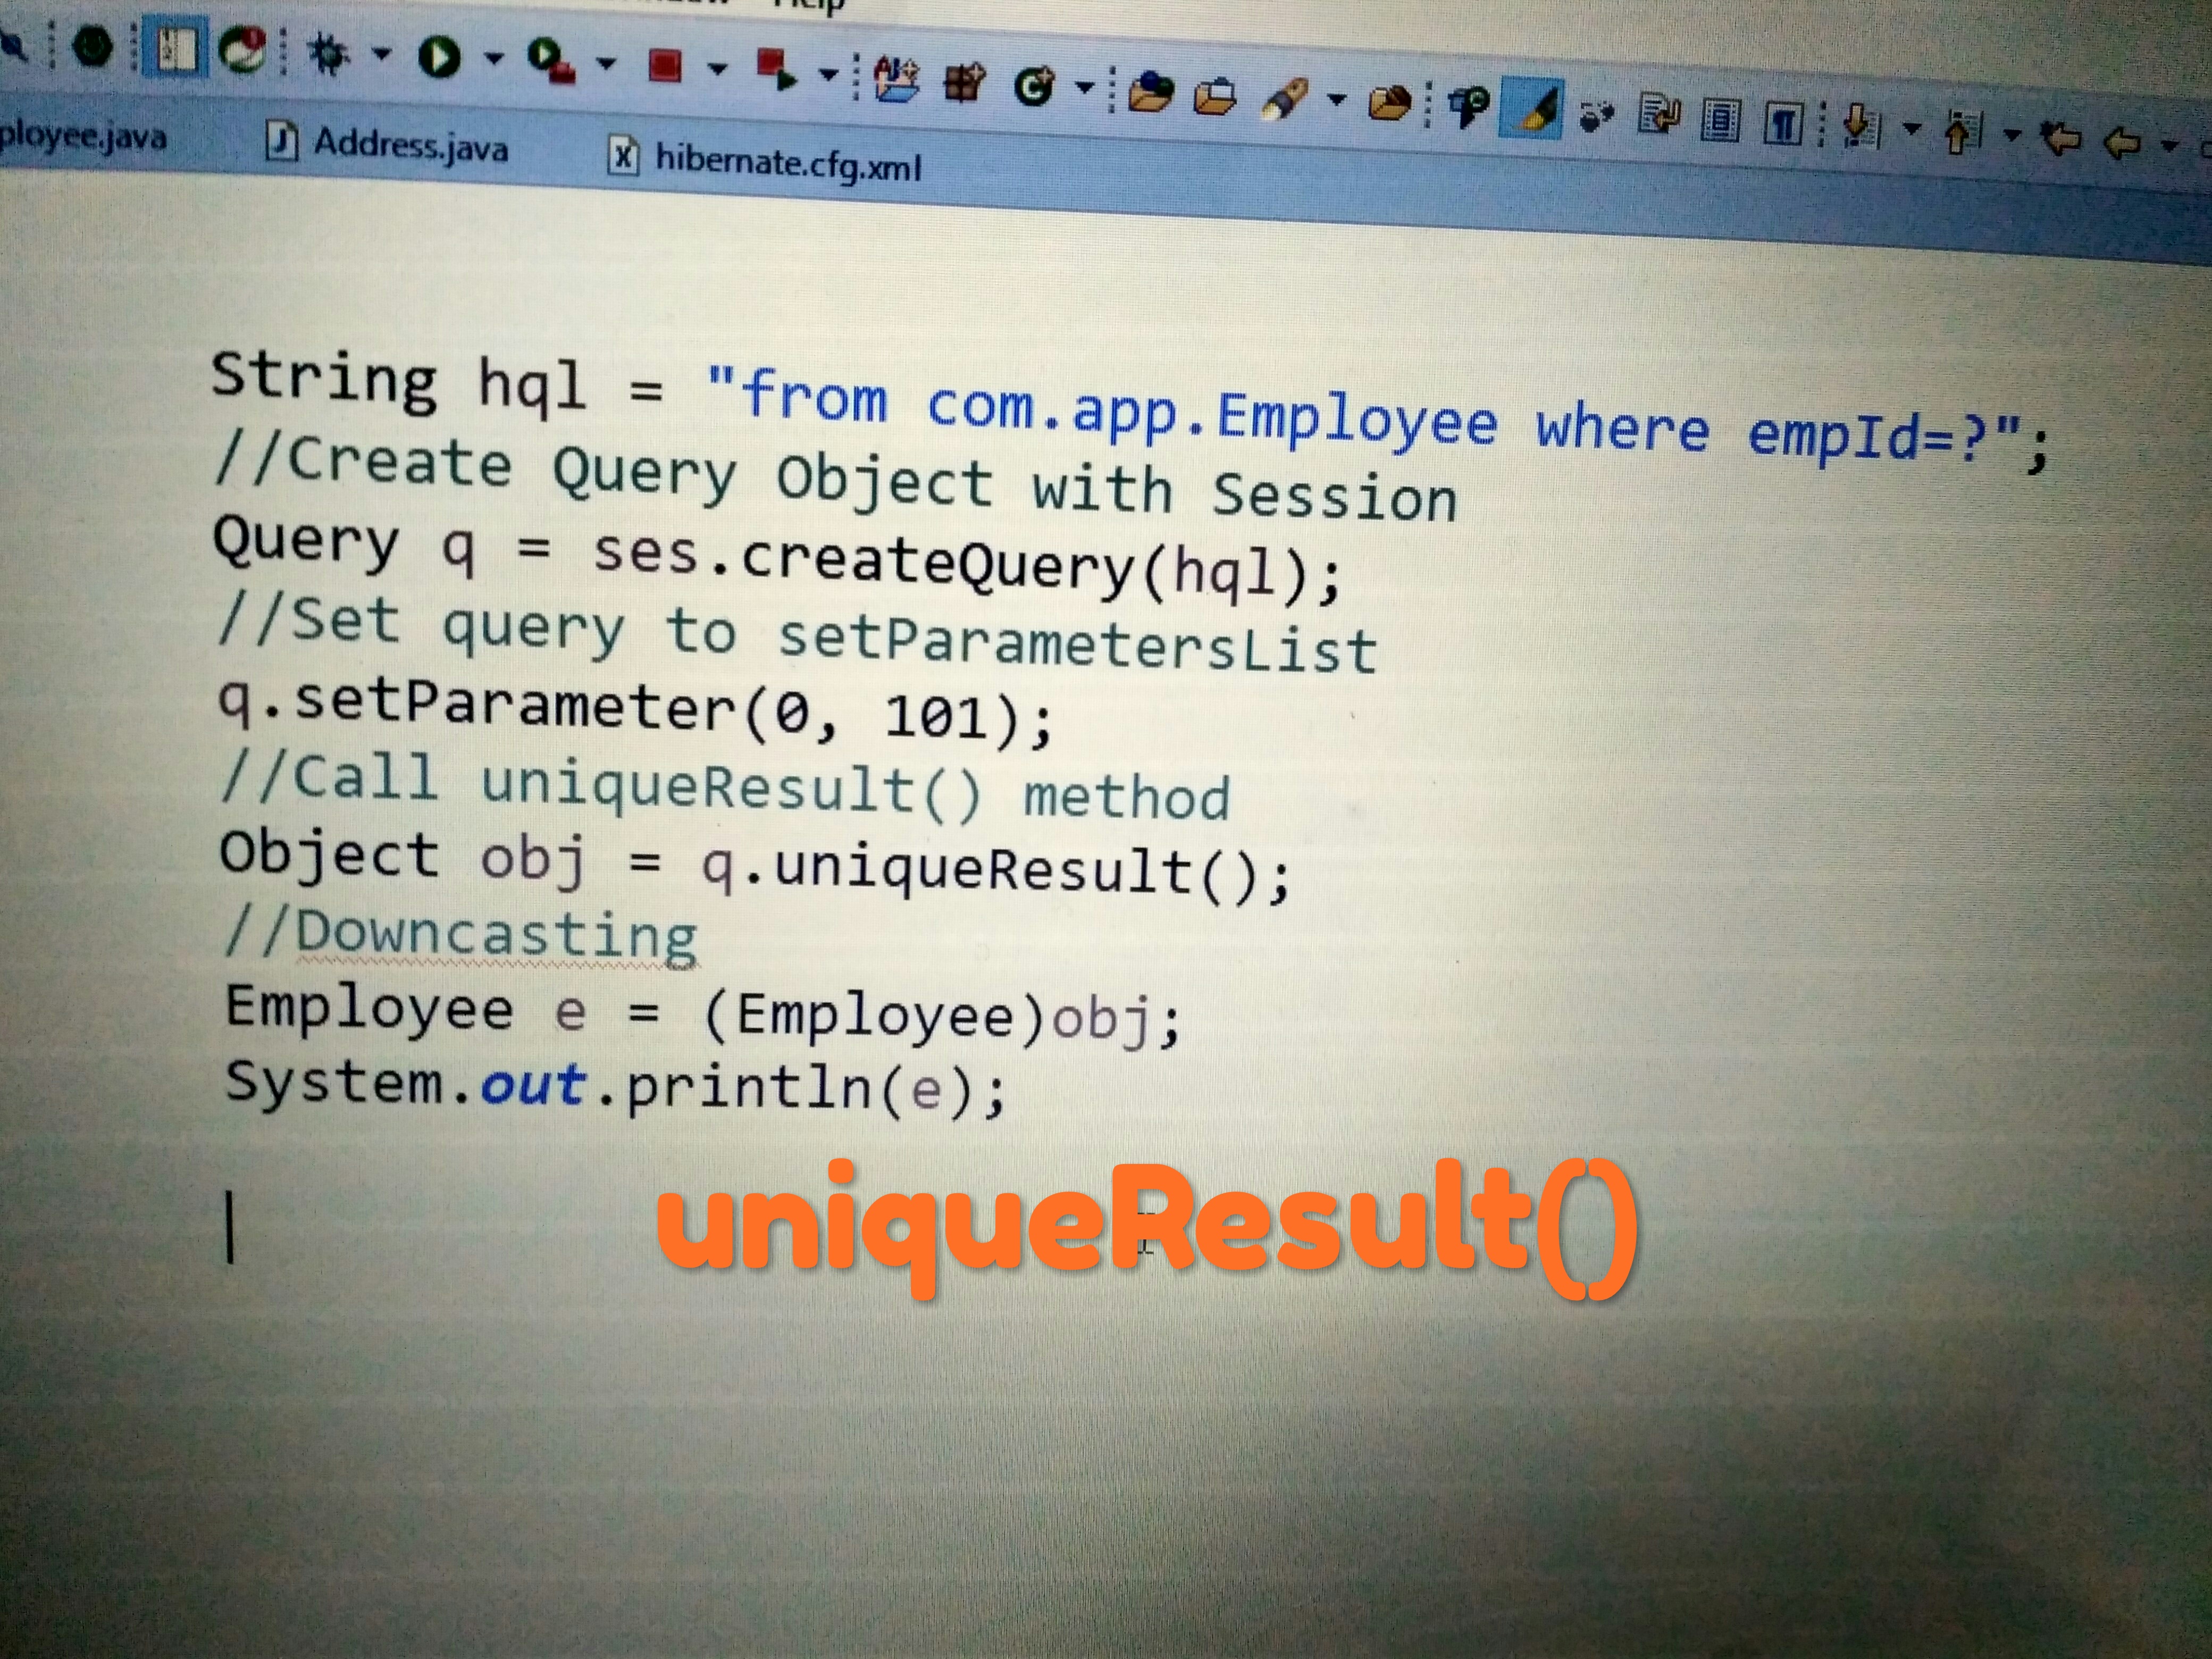 Help
ployee.java Address.java hibernate.cfg.xml
String hql = "from com.app.Employee where empId=?";
//Create Query Object with Session
Query q = ses.createQuery(hql);
//Set query to setParametersList
q.setParameter(0, 101);
//Call uniqueResult() method
Object obj = q.uniqueResult();
//Downcasting
Employee e = (Employee)obj;
System.out.println(e);
uniqueResult()